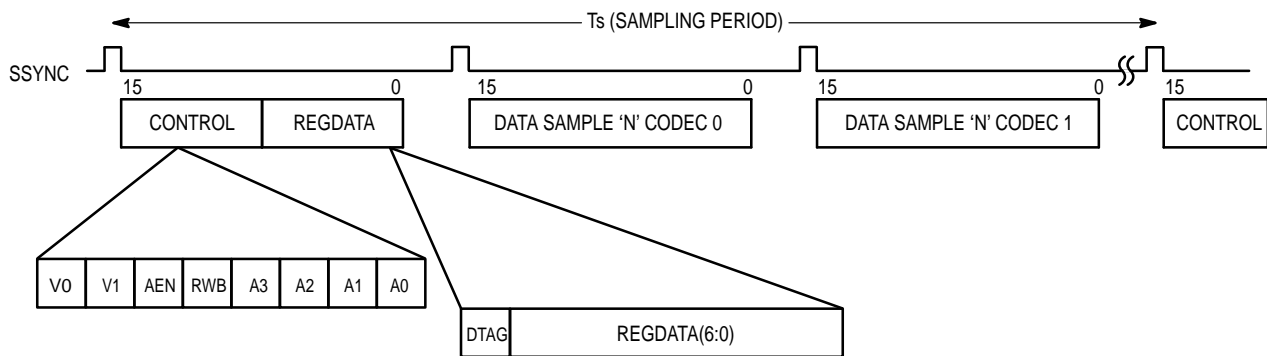 Ts (SAMPLING PERIOD)
SSYNC
15 0 15 0 15 0 15
CONTROL REGDATA DATA SAMPLE ‘N’ CODEC 0 DATA SAMPLE ‘N’ CODEC 1 CONTROL
V0 V1 AEN RWB A3 A2 A1 A0
DTAG REGDATA(6:0)